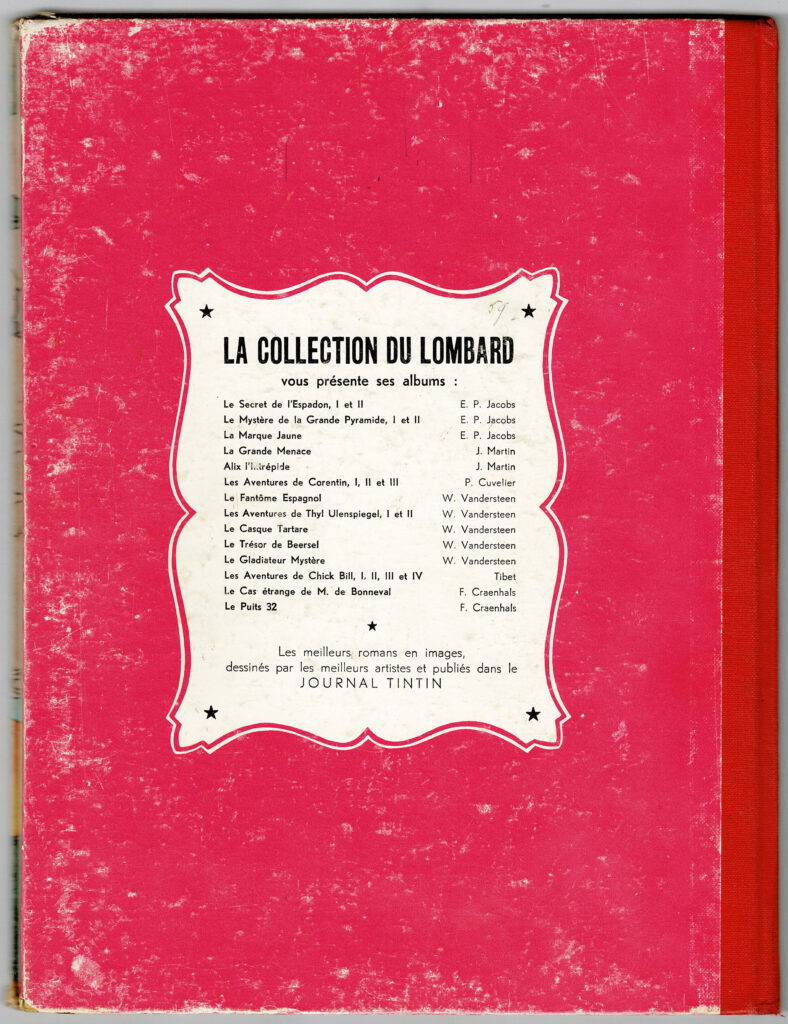 59
LA COLLECTION DU LOMBARD
vous présente ses albums :
Le Secret de l'Espadon, I et II E. P. Jacobs
Le Mystère de la Grande Pyramide, I et II E. P. Jacobs
La Marque Jaune E. P. Jacobs
La Grande Menace J. Martin
Alix l'Intrépide J. Martin
Les Aventures de Corentin, I, II et III P. Cuvelier
Le Fantôme Espagnol W. Vandersteen
Les Aventures de Thyl Ulenspiegel, I et II W. Vandersteen
Le Casque Tartare W. Vandersteen
Le Trésor de Beersel W. Vandersteen
Le Gladiateur Mystère W. Vandersteen
Les Aventures de Chick Bill, I, II, III et IV Tibet
Le Cas étrange de M. de Bonneval F. Craenhals
Le Puits 32 F. Craenhals
Les meilleurs romans en images,
dessinés par les meilleurs artistes et publiés dans le
JOURNAL TINTIN